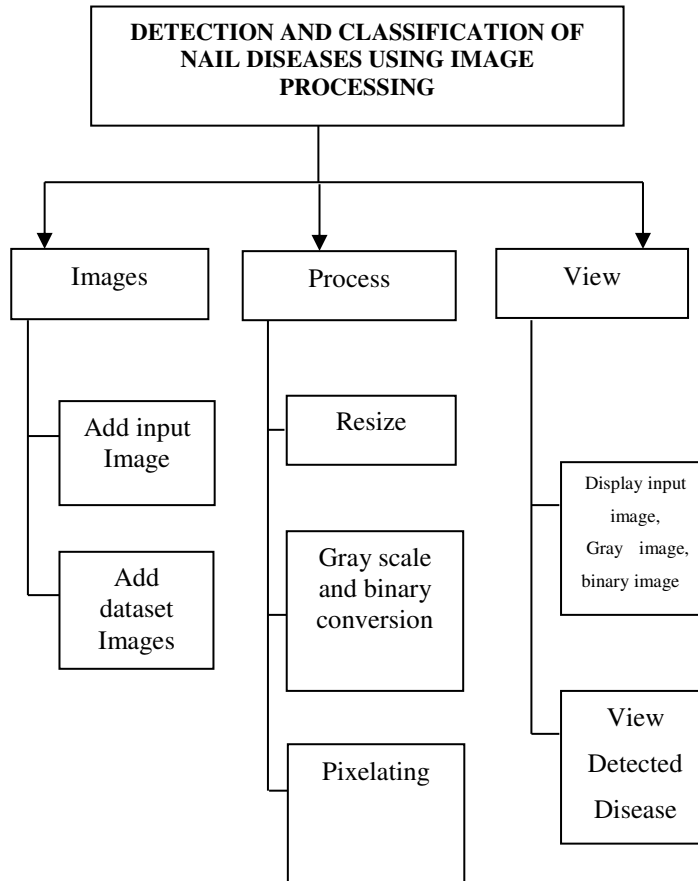 DETECTION AND CLASSIFICATION OF
NAIL DISEASES USING IMAGE
PROCESSING
Images
Process
View
Add input
Image
Add
dataset
Images
Resize
Gray scale
and binary
conversion
Pixelating
Display input
image,
Gray image,
binary image
View
Detected
Disease